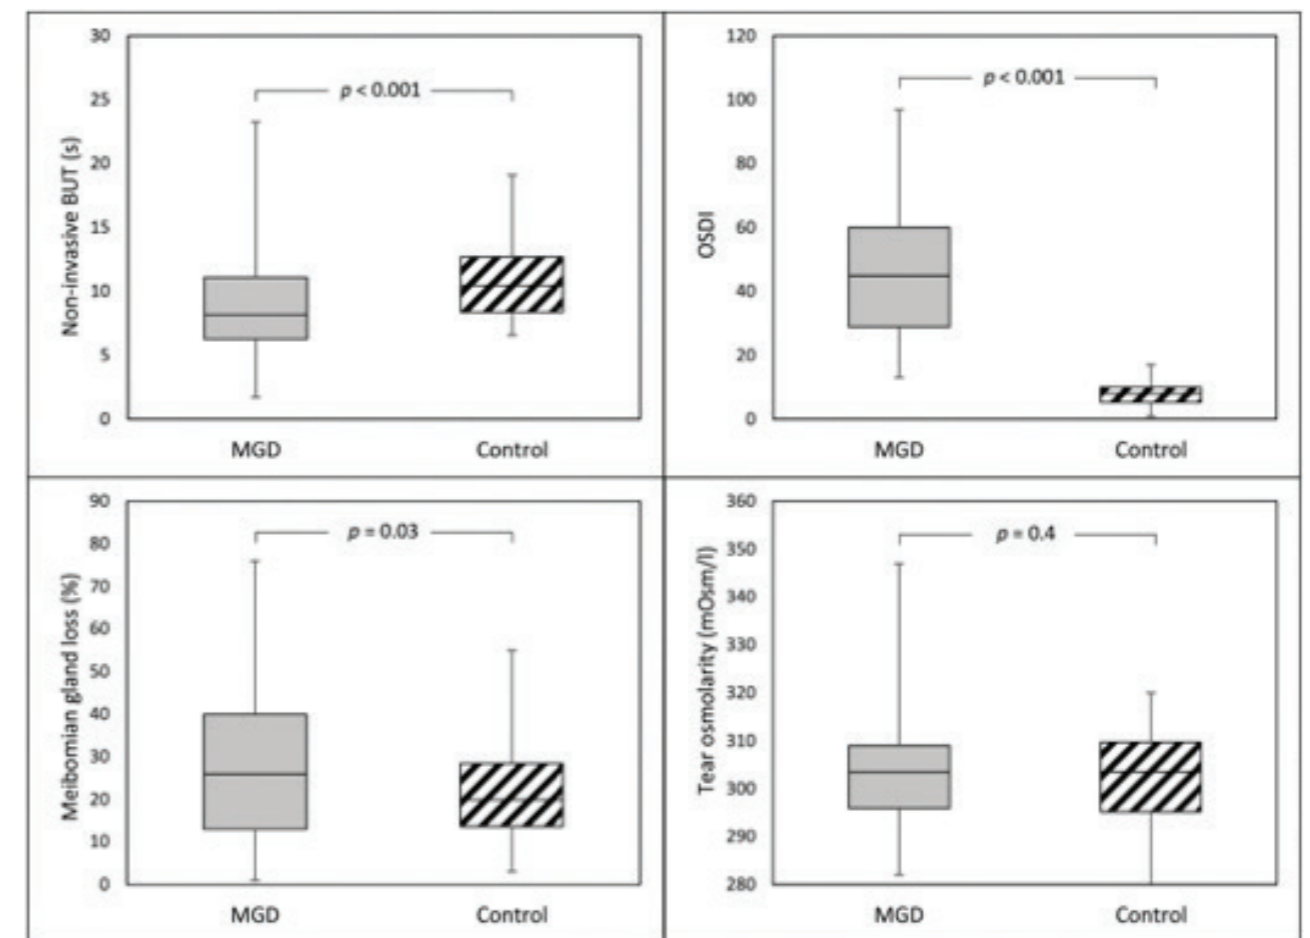 30
25
20
15
10
5
0
Non-invasive BUT (s)
p < 0.001
MGD Control
120
100
80
60
40
20
0
OSDI
p < 0.001
MGD Control
90
80
70
60
50
40
30
20
10
0
Meibomian gland loss (%)
p = 0.03
MGD Control
360
350
340
330
320
310
300
290
280
Tear osmolarity (mOsm/l)
p = 0.4
MGD Control